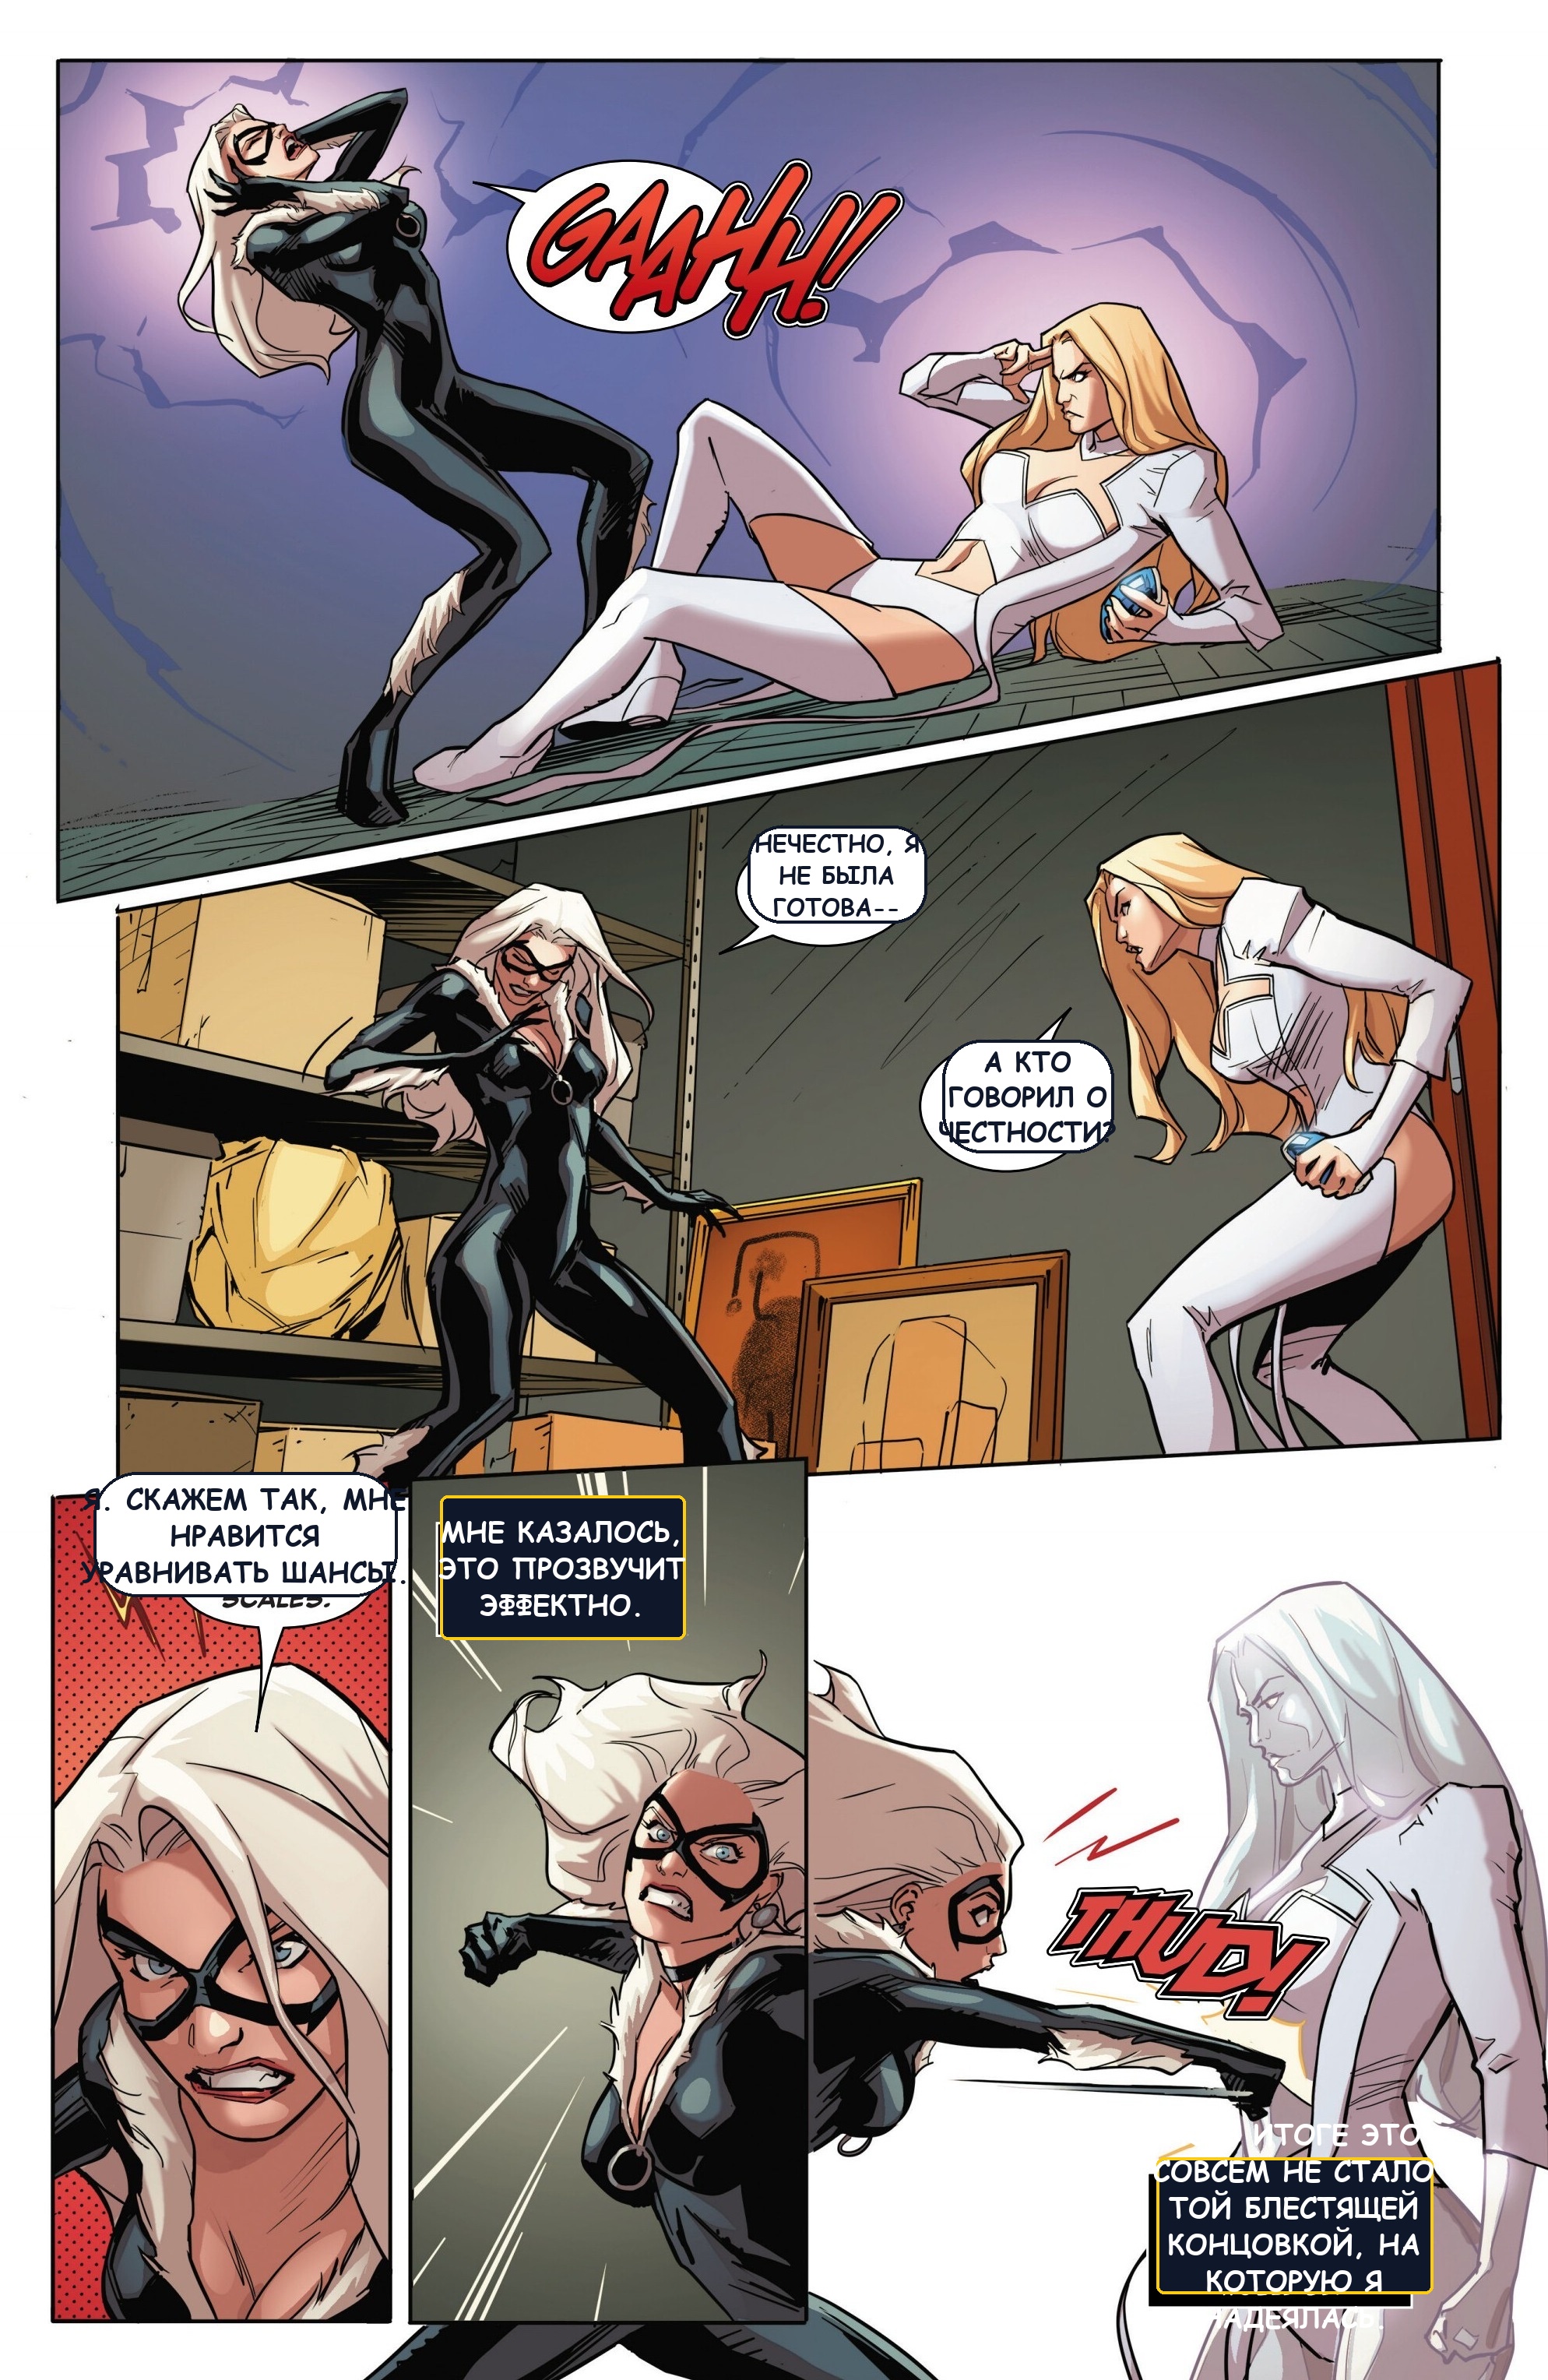 GAAHH!!
НЕЧЕСТНО, Я
НЕ БЫЛА
ГОТОВА--
А КТО
ГОВОРИЛ О
ЧЕСТНОСТИ?
Я. СКАЖЕМ ТАК, МНЕ
НРАВИТСЯ
УРАВНИВАТЬ ШАНСЫ.
SCALES.
МНЕ КАЗАЛОСЬ,
ЭТО ПРОЗВУЧИТ
ЭФФЕКТНО.
THUD!
ИТОГЕ ЭТО
СОВСЕМ НЕ СТАЛО
ТОЙ БЛЕСТЯЩЕЙ
КОНЦОВКОЙ, НА
КОТОРУЮ Я
НАДЕЯЛАСЬ.